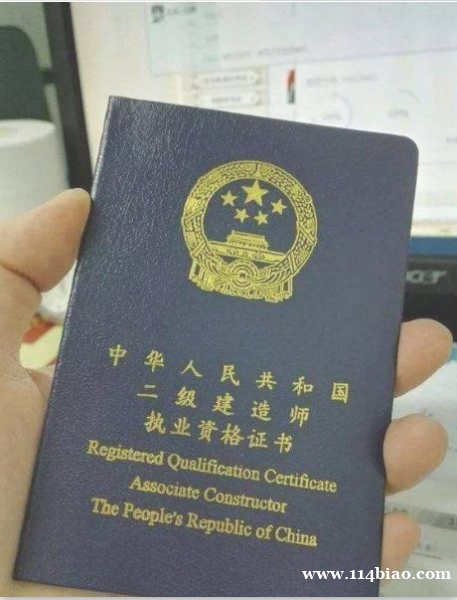 中华人民共和国
二级建造师
执业资格证书
Registered Qualification Certificate
Associate Constructor
The People's Republic of China
acer
www.114biao.com